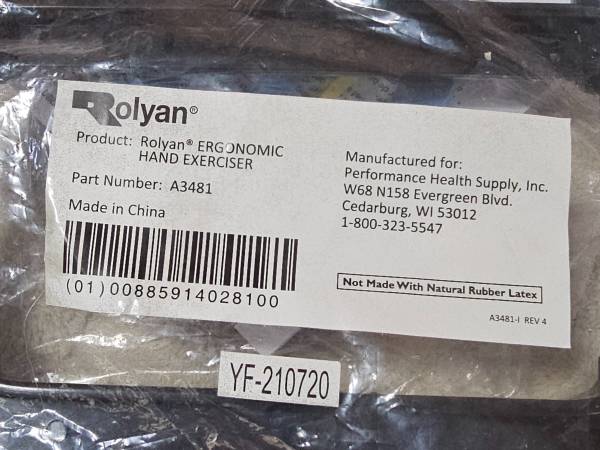 Rolyan®
Product: Rolyan® ERGONOMIC
HAND EXERCISER
Part Number: A3481
Made in China
(01)00885914028100
Manufactured for:
Performance Health Supply, Inc.
W68 N158 Evergreen Blvd.
Cedarburg, WI 53012
1-800-323-5547
Not Made With Natural Rubber Latex
A3481-I REV 4
YF-210720